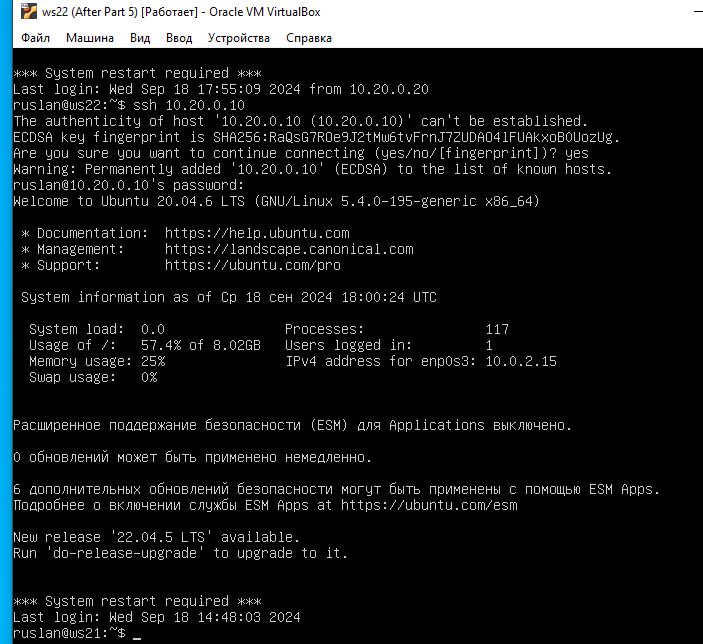 ws22 (After Part 5) [Работает] - Oracle VM VirtualBox
Файл Машина Вид Ввод Устройства Справка
*** System restart required ***
Last login: Wed Sep 18 17:55:09 2024 from 10.20.0.20
ruslan@ws22:~$ ssh 10.20.0.10
The authenticity of host '10.20.0.10 (10.20.0.10)' can't be established.
ECDSA key fingerprint is SHA256:RaQsG7ROe9J2tMw6tvFrnJ7ZUDAO4lFUAkxoB0UozUg.
Are you sure you want to continue connecting (yes/no/[fingerprint])? yes
Warning: Permanently added '10.20.0.10' (ECDSA) to the list of known hosts.
ruslan@10.20.0.10's password:
Welcome to Ubuntu 20.04.6 LTS (GNU/Linux 5.4.0-195-generic x86_64)
* Documentation: https://help.ubuntu.com
* Management: https://landscape.canonical.com
* Support: https://ubuntu.com/pro
System information as of Ср 18 сен 2024 18:00:24 UTC
System load: 0.0 Processes: 117
Usage of /: 57.4% of 8.02GB Users logged in: 1
Memory usage: 25% IPv4 address for enp0s3: 10.0.2.15
Swap usage: 0%
Расширенное поддержание безопасности (ESM) для Applications выключено.
0 обновлений может быть применено немедленно.
6 дополнительных обновлений безопасности могут быть применены с помощью ESM Apps.
Подробнее о включении службы ESM Apps at https://ubuntu.com/esm
New release '22.04.5 LTS' available.
Run 'do-release-upgrade' to upgrade to it.
*** System restart required ***
Last login: Wed Sep 18 14:48:03 2024
ruslan@ws21:~$ _